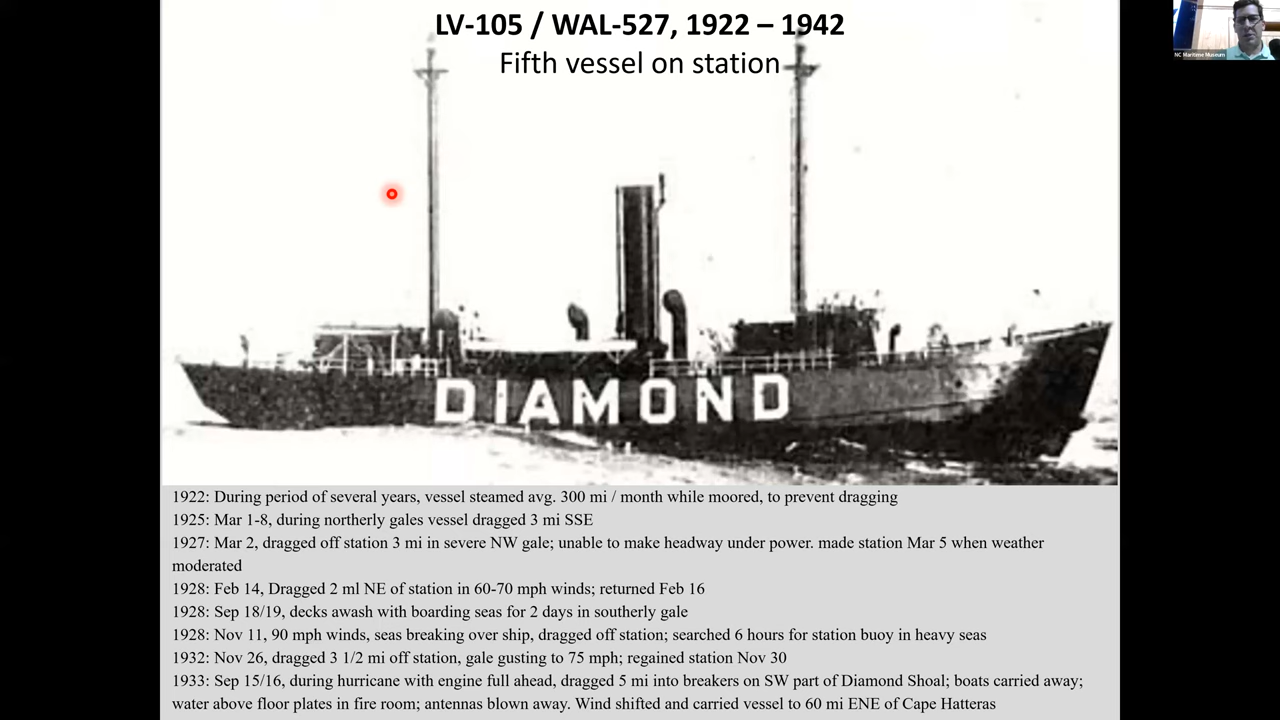 LV-105 / WAL-527, 1922 – 1942
Fifth vessel on station
NC Maritime Museum
DIAMOND
1922: During period of several years, vessel steamed avg. 300 mi / month while moored, to prevent dragging
1925: Mar 1-8, during northerly gales vessel dragged 3 mi SSE
1927: Mar 2, dragged off station 3 mi in severe NW gale; unable to make headway under power. made station Mar 5 when weather
moderated
1928: Feb 14, Dragged 2 ml NE of station in 60-70 mph winds; returned Feb 16
1928: Sep 18/19, decks awash with boarding seas for 2 days in southerly gale
1928: Nov 11, 90 mph winds, seas breaking over ship, dragged off station; searched 6 hours for station buoy in heavy seas
1932: Nov 26, dragged 3 1/2 mi off station, gale gusting to 75 mph; regained station Nov 30
1933: Sep 15/16, during hurricane with engine full ahead, dragged 5 mi into breakers on SW part of Diamond Shoal; boats carried away;
water above floor plates in fire room; antennas blown away. Wind shifted and carried vessel to 60 mi ENE of Cape Hatteras